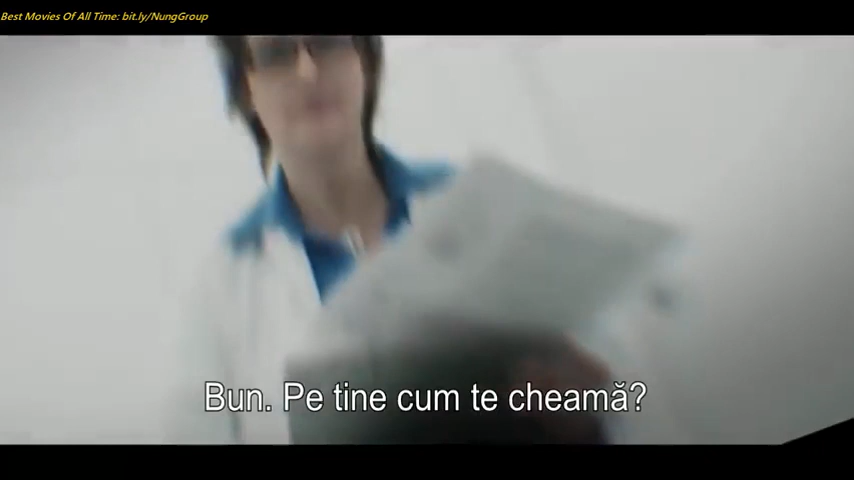 Best Movies Of All Time: bit.ly/NungGroup
Bun. Pe tine cum te cheamă?